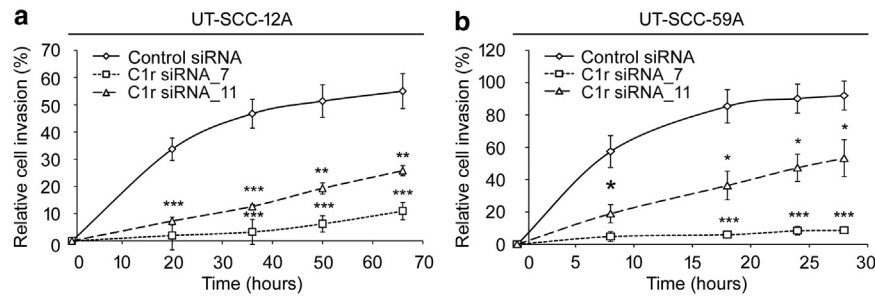 a
UT-SCC-12A
Relative cell invasion (%)
70
60
50
40
30
20
10
0
Control siRNA
C1r siRNA_7
C1r siRNA_11
***
***
**
**
***
***
***
0 10 20 30 40 50 60 70
Time (hours)
b
UT-SCC-59A
Relative cell invasion (%)
120
100
80
60
40
20
0
Control siRNA
C1r siRNA_7
C1r siRNA_11
*
*
*
*
***
***
***
0 5 10 15 20 25 30
Time (hours)